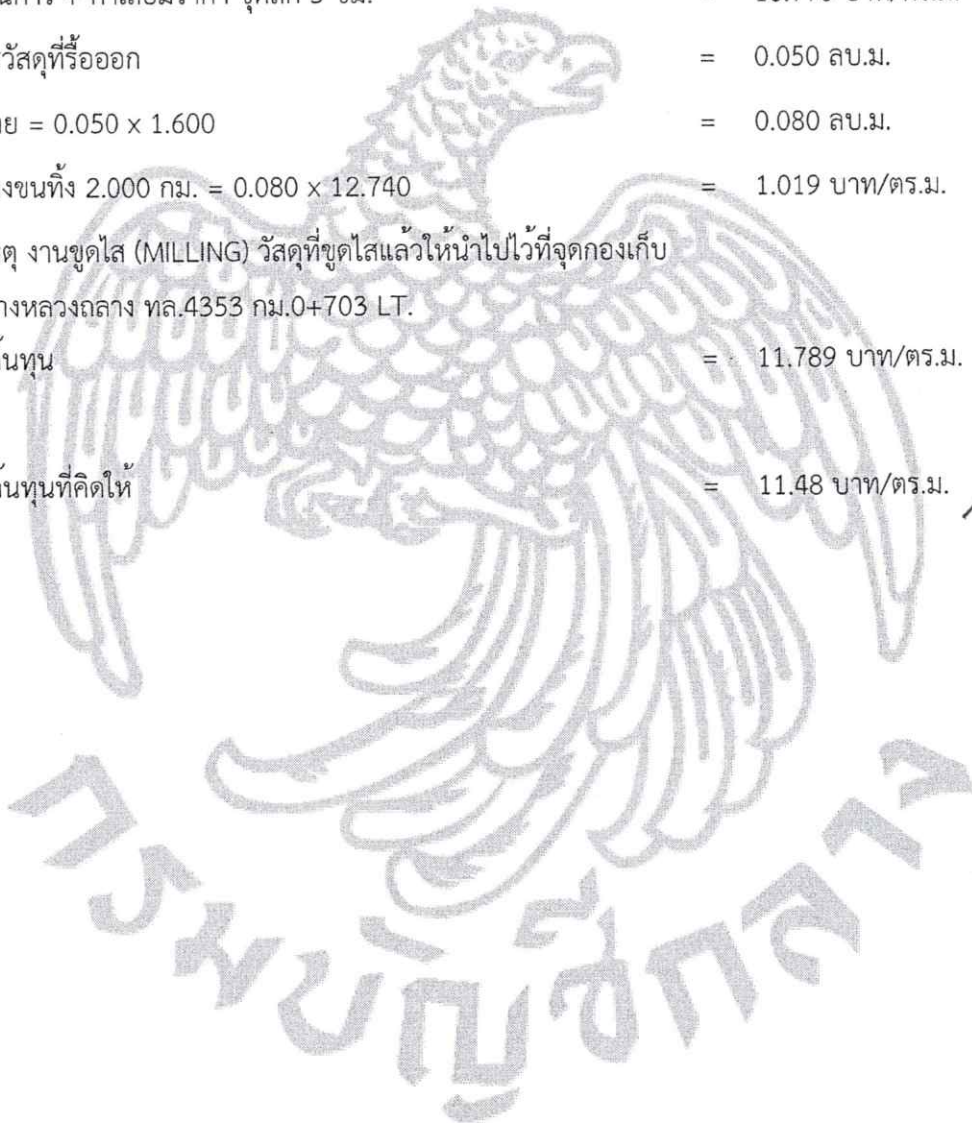 วัสดุที่รื้อออก = 0.050 ลบ.ม.
= 0.050 x 1.600 = 0.080 ลบ.ม.
งขนทิ้ง 2.000 กม. = 0.080 x 12.740 = 1.019 บาท/ตร.ม.
ตุ งานขูดไส (MILLING) วัสดุที่ขูดไสแล้วให้นำไปไว้ที่จุดกองเก็บ
างหลวงถลาง ทล.4353 กม.0+703 LT.
้นทุน = 11.789 บาท/ตร.ม.
้นทุนที่คิดให้ = 11.48 บาท/ตร.ม.
กรมบัญชีกลาง